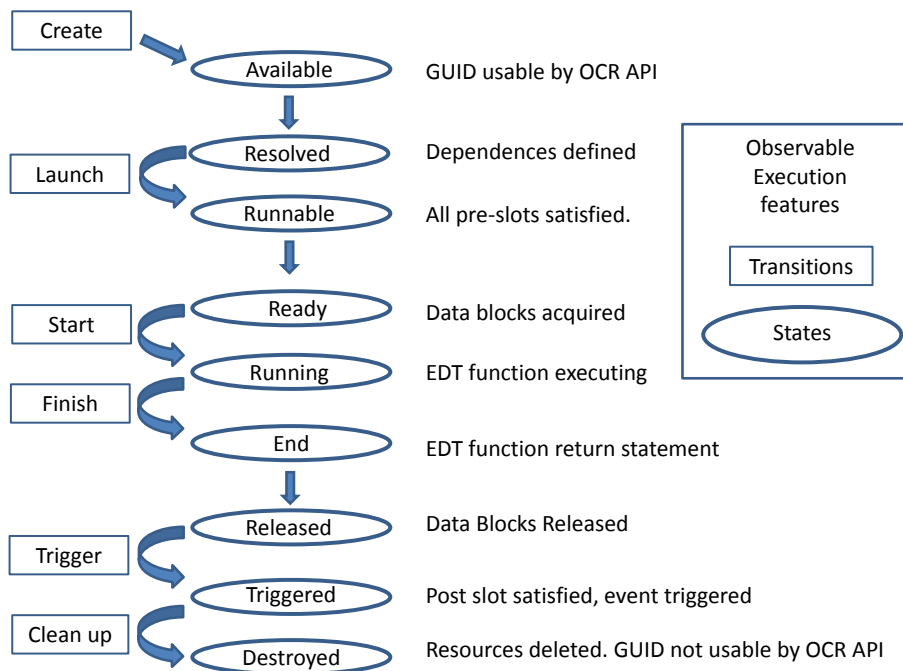 Create
Available
GUID usable by OCR API
Resolved
Dependences defined
Launch
Runnable
All pre-slots satisfied.
Ready
Data blocks acquired
Start
Running
EDT function executing
Finish
End
EDT function return statement
Released
Data Blocks Released
Trigger
Triggered
Post slot satisfied, event triggered
Clean up
Destroyed
Resources deleted. GUID not usable by OCR API
Observable
Execution
features
Transitions
States